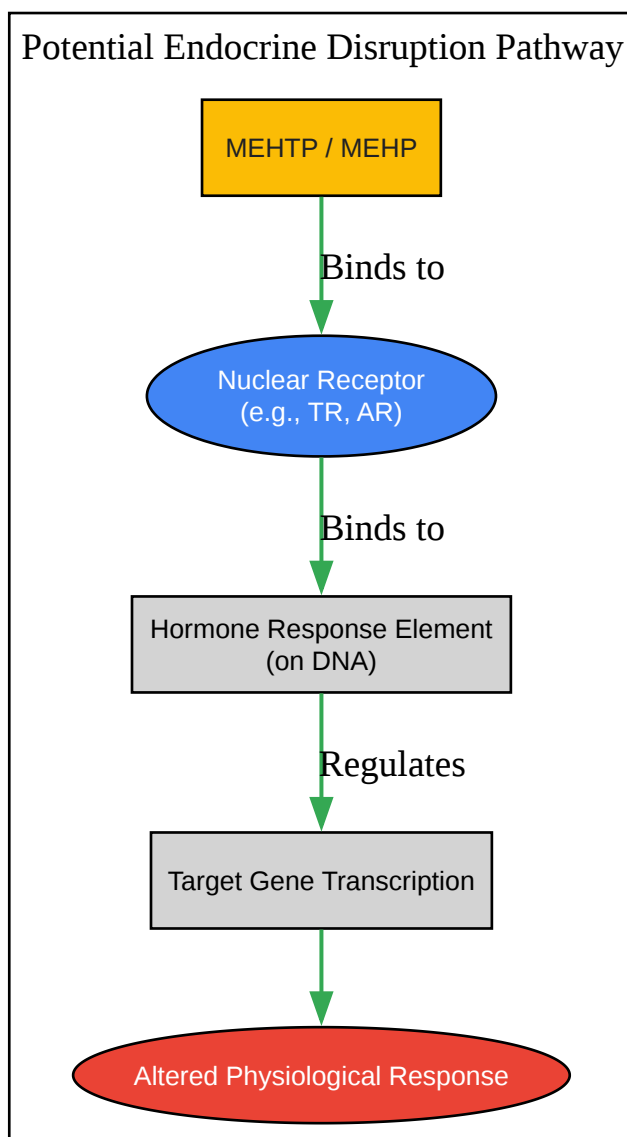 Potential Endocrine Disruption Pathway
MEHTP / MEHP
Binds to
Nuclear Receptor
(e.g., TR, AR)
Binds to
Hormone Response Element
(on DNA)
Regulates
Target Gene Transcription
Altered Physiological Response